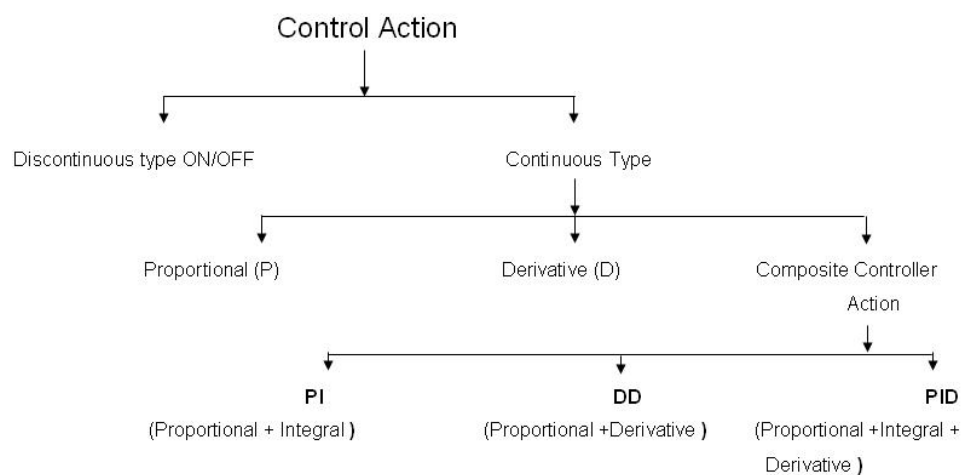 Control Action
Discontinuous type ON/OFF
Continuous Type
Proportional (P)
Derivative (D)
Composite Controller
Action
PI
(Proportional + Integral )
DD
(Proportional +Derivative )
PID
(Proportional +Integral +
Derivative )